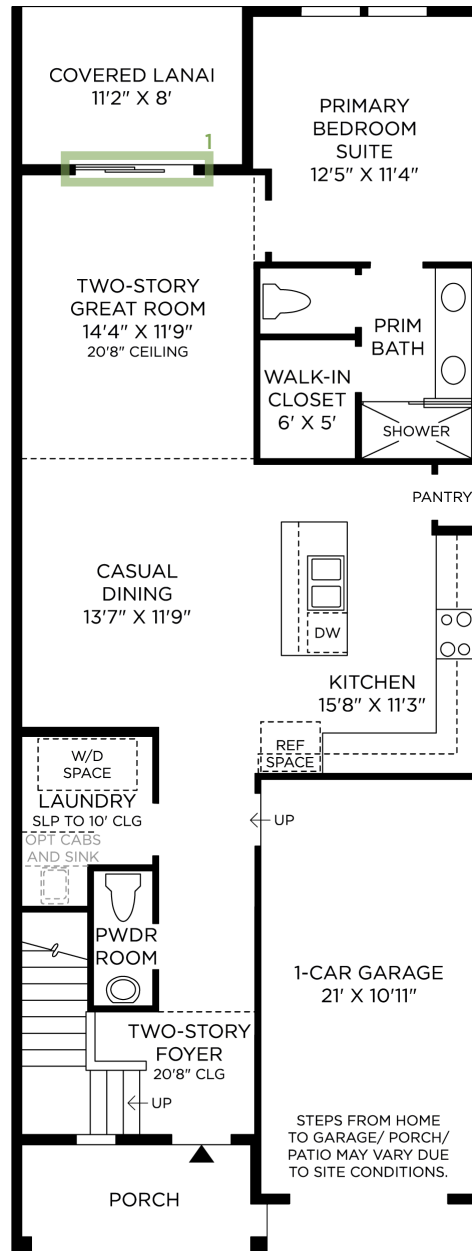 COVERED LANAI
11'2" X 8'
1
PRIMARY
BEDROOM
SUITE
12'5" X 11'4"
TWO-STORY
GREAT ROOM
14'4" X 11'9"
20'8" CEILING
PRIM
BATH
WALK-IN
CLOSET
6' X 5'
SHOWER
PANTRY
CASUAL
DINING
13'7" X 11'9"
DW
KITCHEN
15'8" X 11'3"
REF
SPACE
W/D
SPACE
LAUNDRY
SLP TO 10' CLG
OPT CABS
AND SINK
UP
PWDR
ROOM
1-CAR GARAGE
21' X 10'11"
TWO-STORY
FOYER
20'8" CLG
UP
STEPS FROM HOME
TO GARAGE/ PORCH/
PATIO MAY VARY DUE
TO SITE CONDITIONS.
PORCH